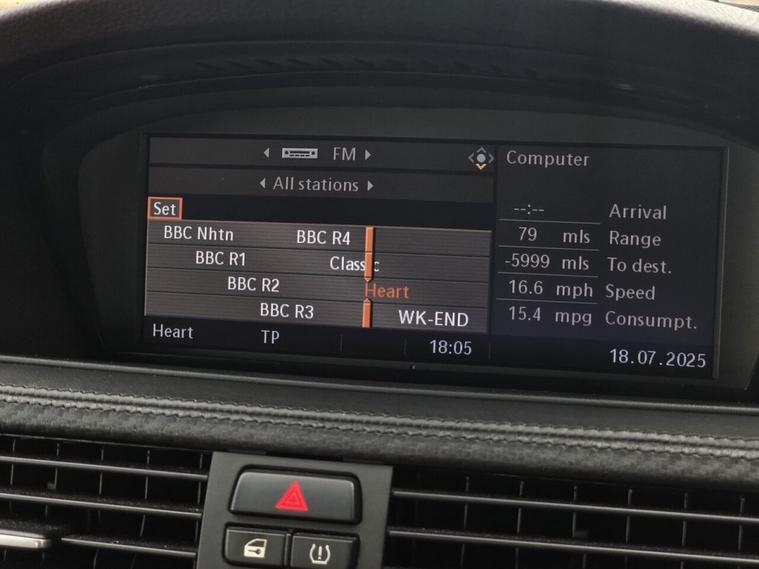 FM
All stations
Set
BBC Nhtn BBC R4
BBC R1 Classic
BBC R2 Heart
BBC R3 WK-END
Heart TP 18:05
Computer
--:-- Arrival
79 mls Range
-5999 mls To dest.
16.6 mph Speed
15.4 mpg Consumpt.
18.07.2025